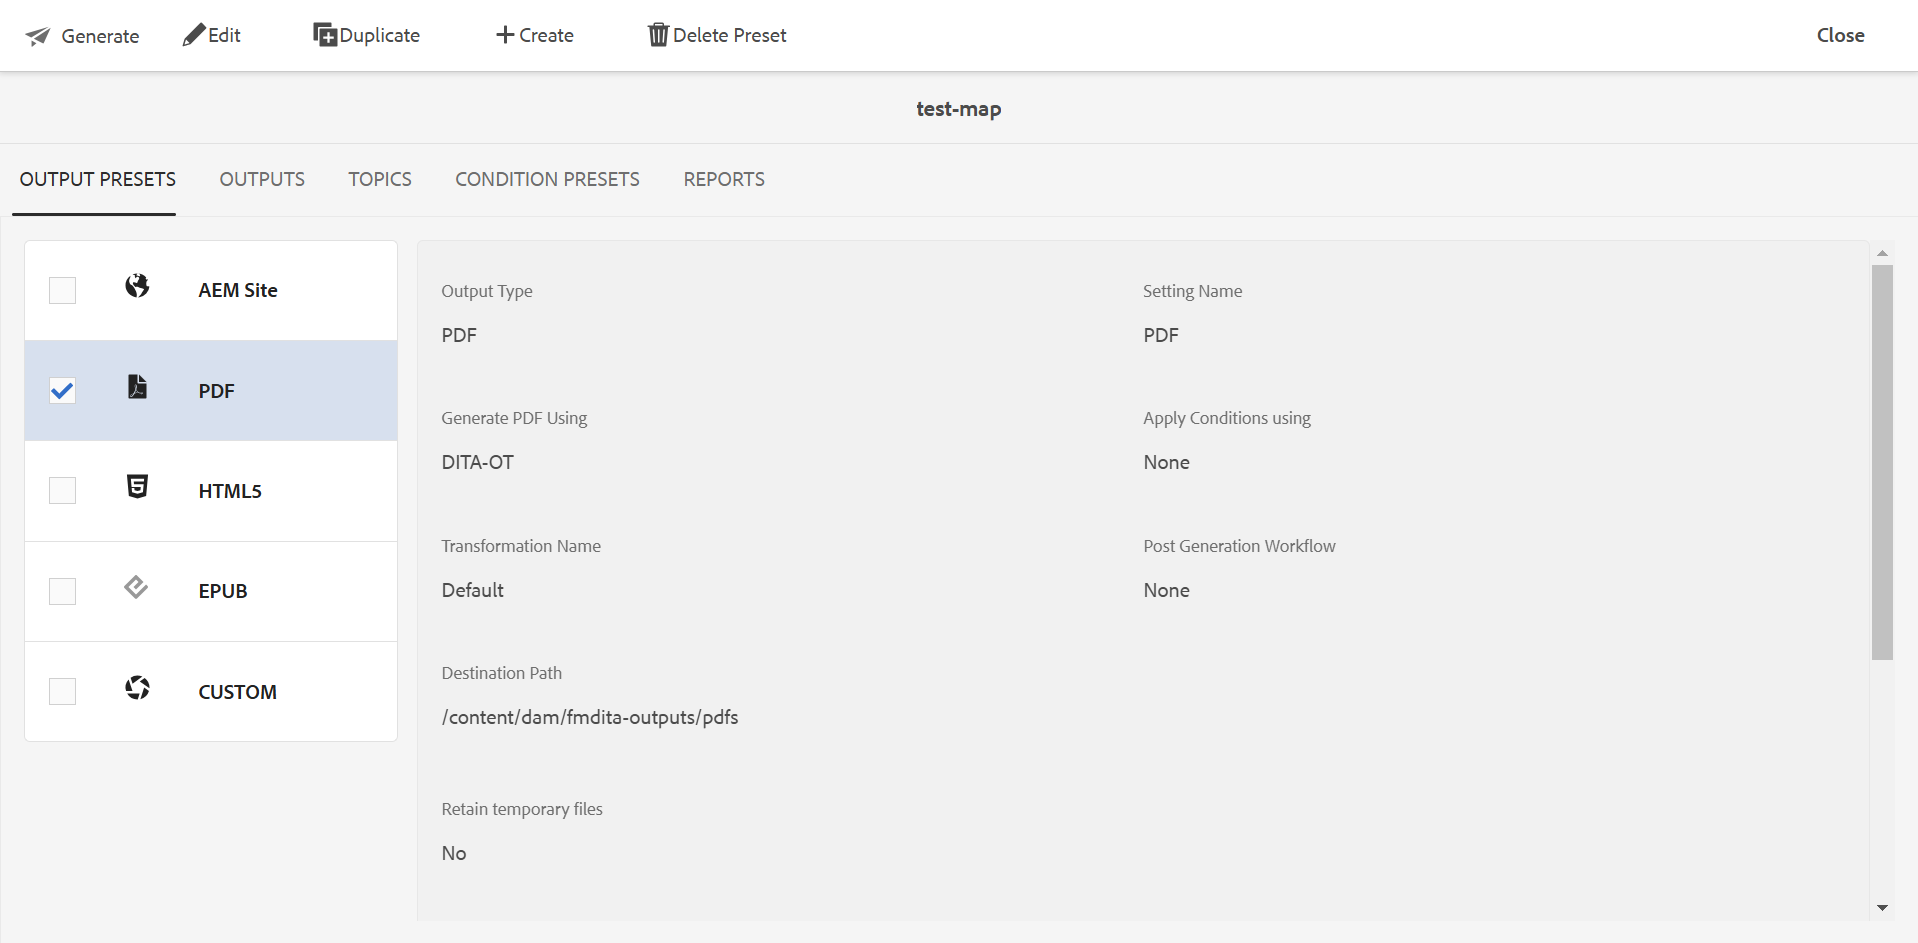 Generate Edit Duplicate Create Delete Preset Close
test-map
OUTPUT PRESETS OUTPUTS TOPICS CONDITION PRESETS REPORTS
AEM Site
PDF
HTML5
EPUB
CUSTOM
Output Type
PDF
Setting Name
PDF
Generate PDF Using
DITA-OT
Apply Conditions using
None
Transformation Name
Default
Post Generation Workflow
None
Destination Path
/content/dam/fmdita-outputs/pdfs
Retain temporary files
No